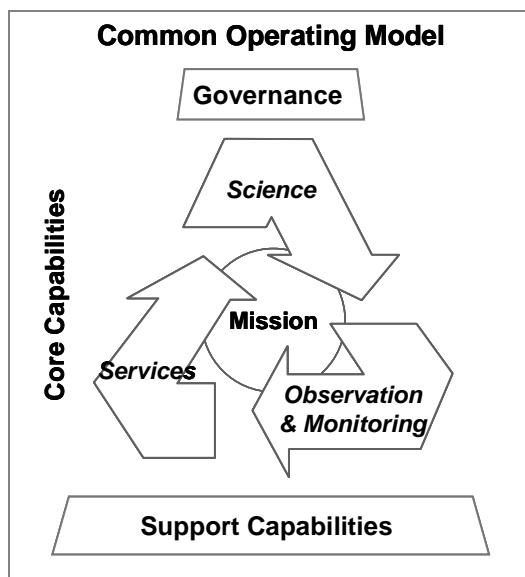 Common Operating Model
Governance
Science
Core Capabilities
Mission
Services
Observation
& Monitoring
Support Capabilities